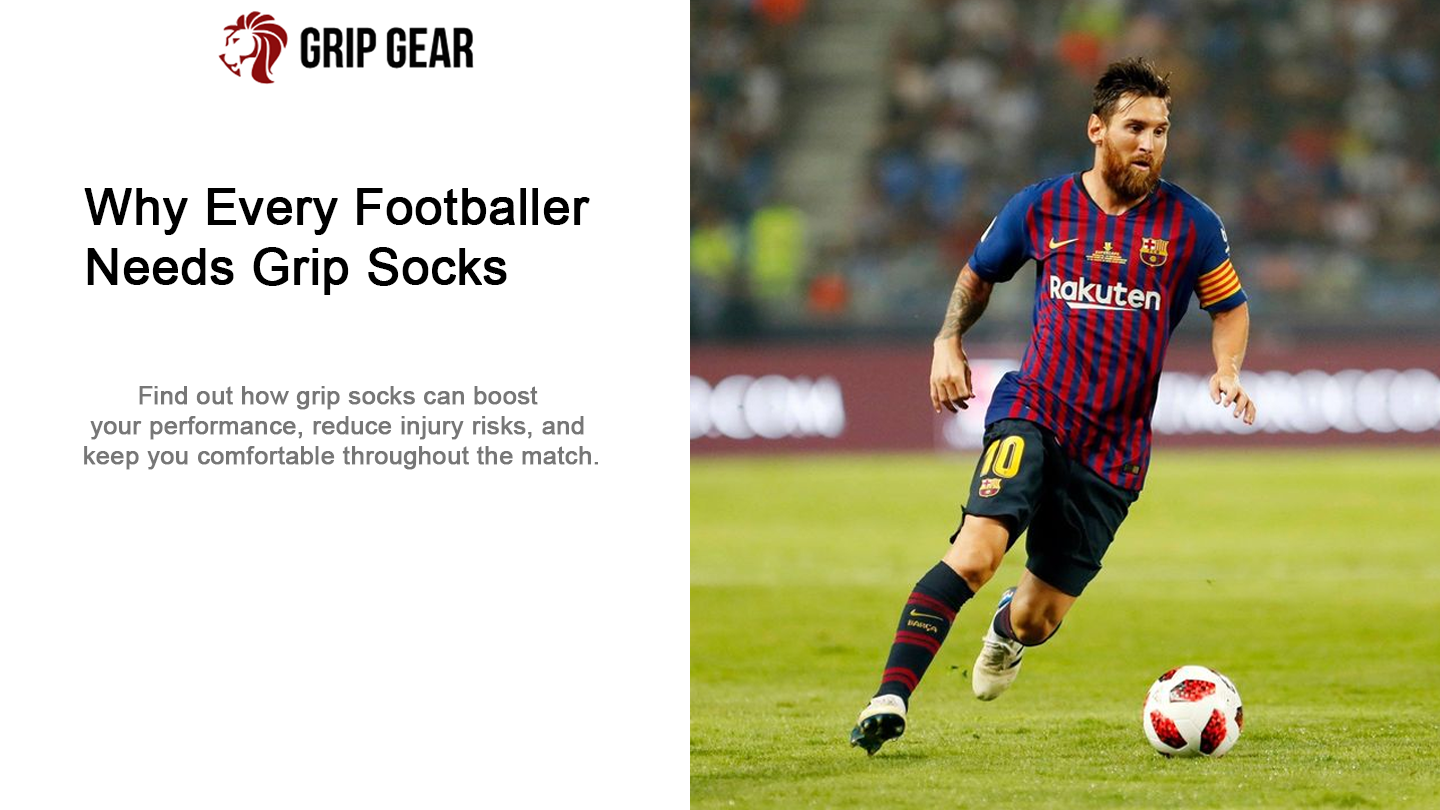 GRIP GEAR
Why Every Footballer
Needs Grip Socks
Find out how grip socks can boost
your performance, reduce injury risks, and
keep you comfortable throughout the match.
Rakuten
10
BARÇA